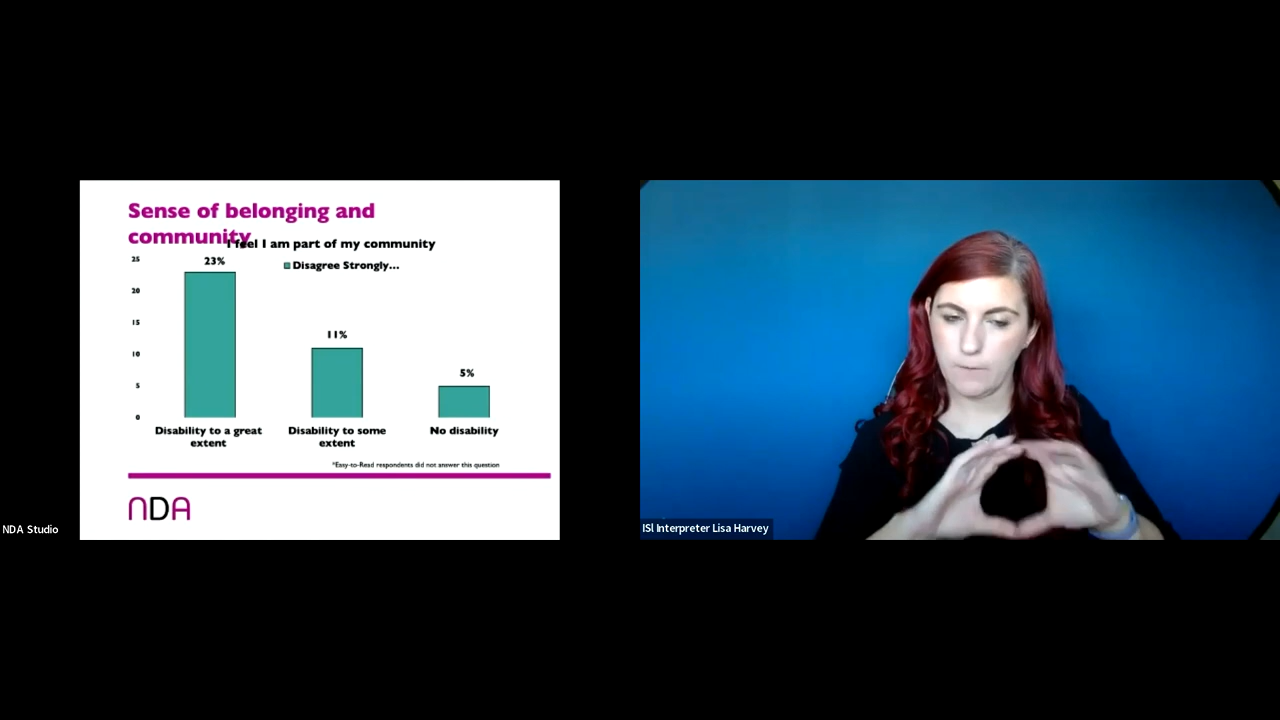 Sense of belonging and
community
I feel I am part of my community
Disagree Strongly...
25
20
15
10
5
0
23%
11%
5%
Disability to a great
extent
Disability to some
extent
No disability
*Easy-to-Read respondents did not answer this question
NDA
NDA Studio
ISl Interpreter Lisa Harvey